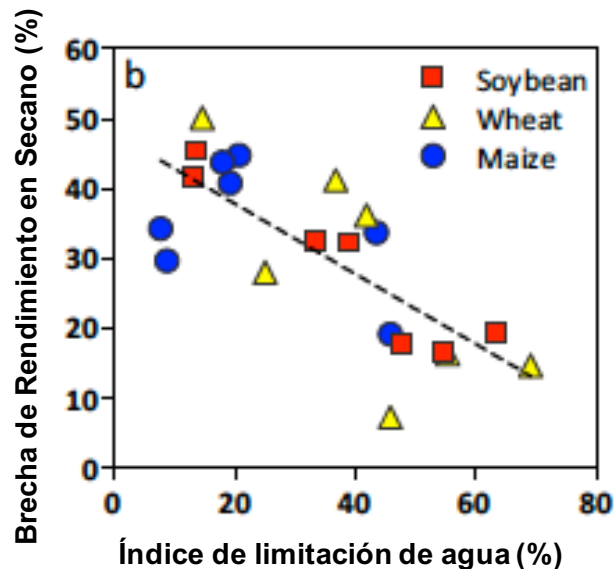 Brecha de Rendimiento en Secano (%)
b
Soybean
Wheat
Maize
60
50
40
30
20
10
0
0 20 40 60 80
Índice de limitación de agua (%)